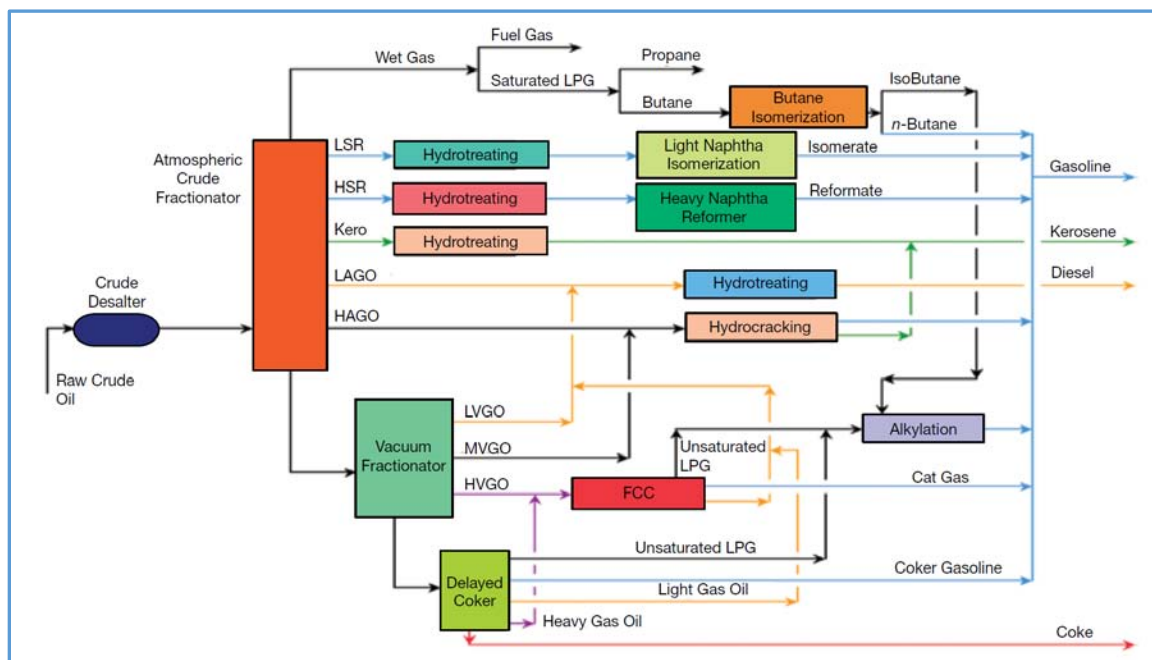 Fuel Gas
Wet Gas
Saturated LPG
Propane
Butane
Butane
Isomerization
IsoButane
n-Butane
Atmospheric
Crude
Fractionator
LSR
Hydrotreating
Light Naphtha
Isomerization
Isomerate
Gasoline
HSR
Hydrotreating
Heavy Naphtha
Reformer
Reformate
Kero
Hydrotreating
Kerosene
LAGO
Hydrotreating
Diesel
Crude
Desalter
HAGO
Hydrocracking
Raw Crude
Oil
Vacuum
Fractionator
LVGO
MVGO
HVGO
Unsaturated
LPG
Alkylation
FCC
Cat Gas
Delayed
Coker
Unsaturated LPG
Coker Gasoline
Light Gas Oil
Heavy Gas Oil
Coke